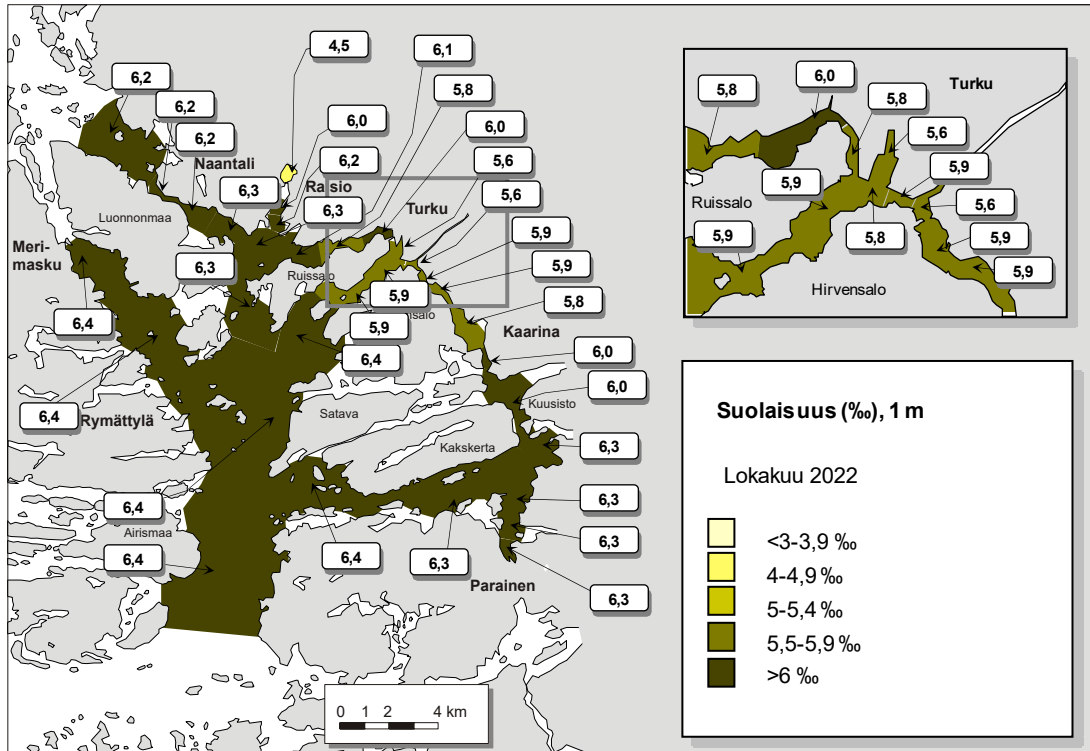 4,5
6,1
6,2
5,8
6,2
6,0
6,0
6,2
Naantali
6,2
5,6
6,3
Raisio
6,3
Turku
5,6
Luonnonmaa
5,9
Meri-
masku
6,3
Ruissalo
5,9
5,9
salo
5,8
6,4
5,9
Kaarina
6,4
6,0
6,0
6,4
Rymättylä
Satava
Kuusisto
Kakskerta
6,3
6,4
6,3
Airismaa
6,4
6,4
6,3
6,3
Parainen
6,3
0 1 2 4 km
6,0
Turku
5,8
5,8
5,6
5,9
5,9
Ruissalo
5,6
5,9
5,8
5,9
5,9
Hirvensalo
Suolaisuus (‰), 1 m
Lokakuu 2022
<3-3,9 ‰
4-4,9 ‰
5-5,4 ‰
5,5-5,9 ‰
>6 ‰